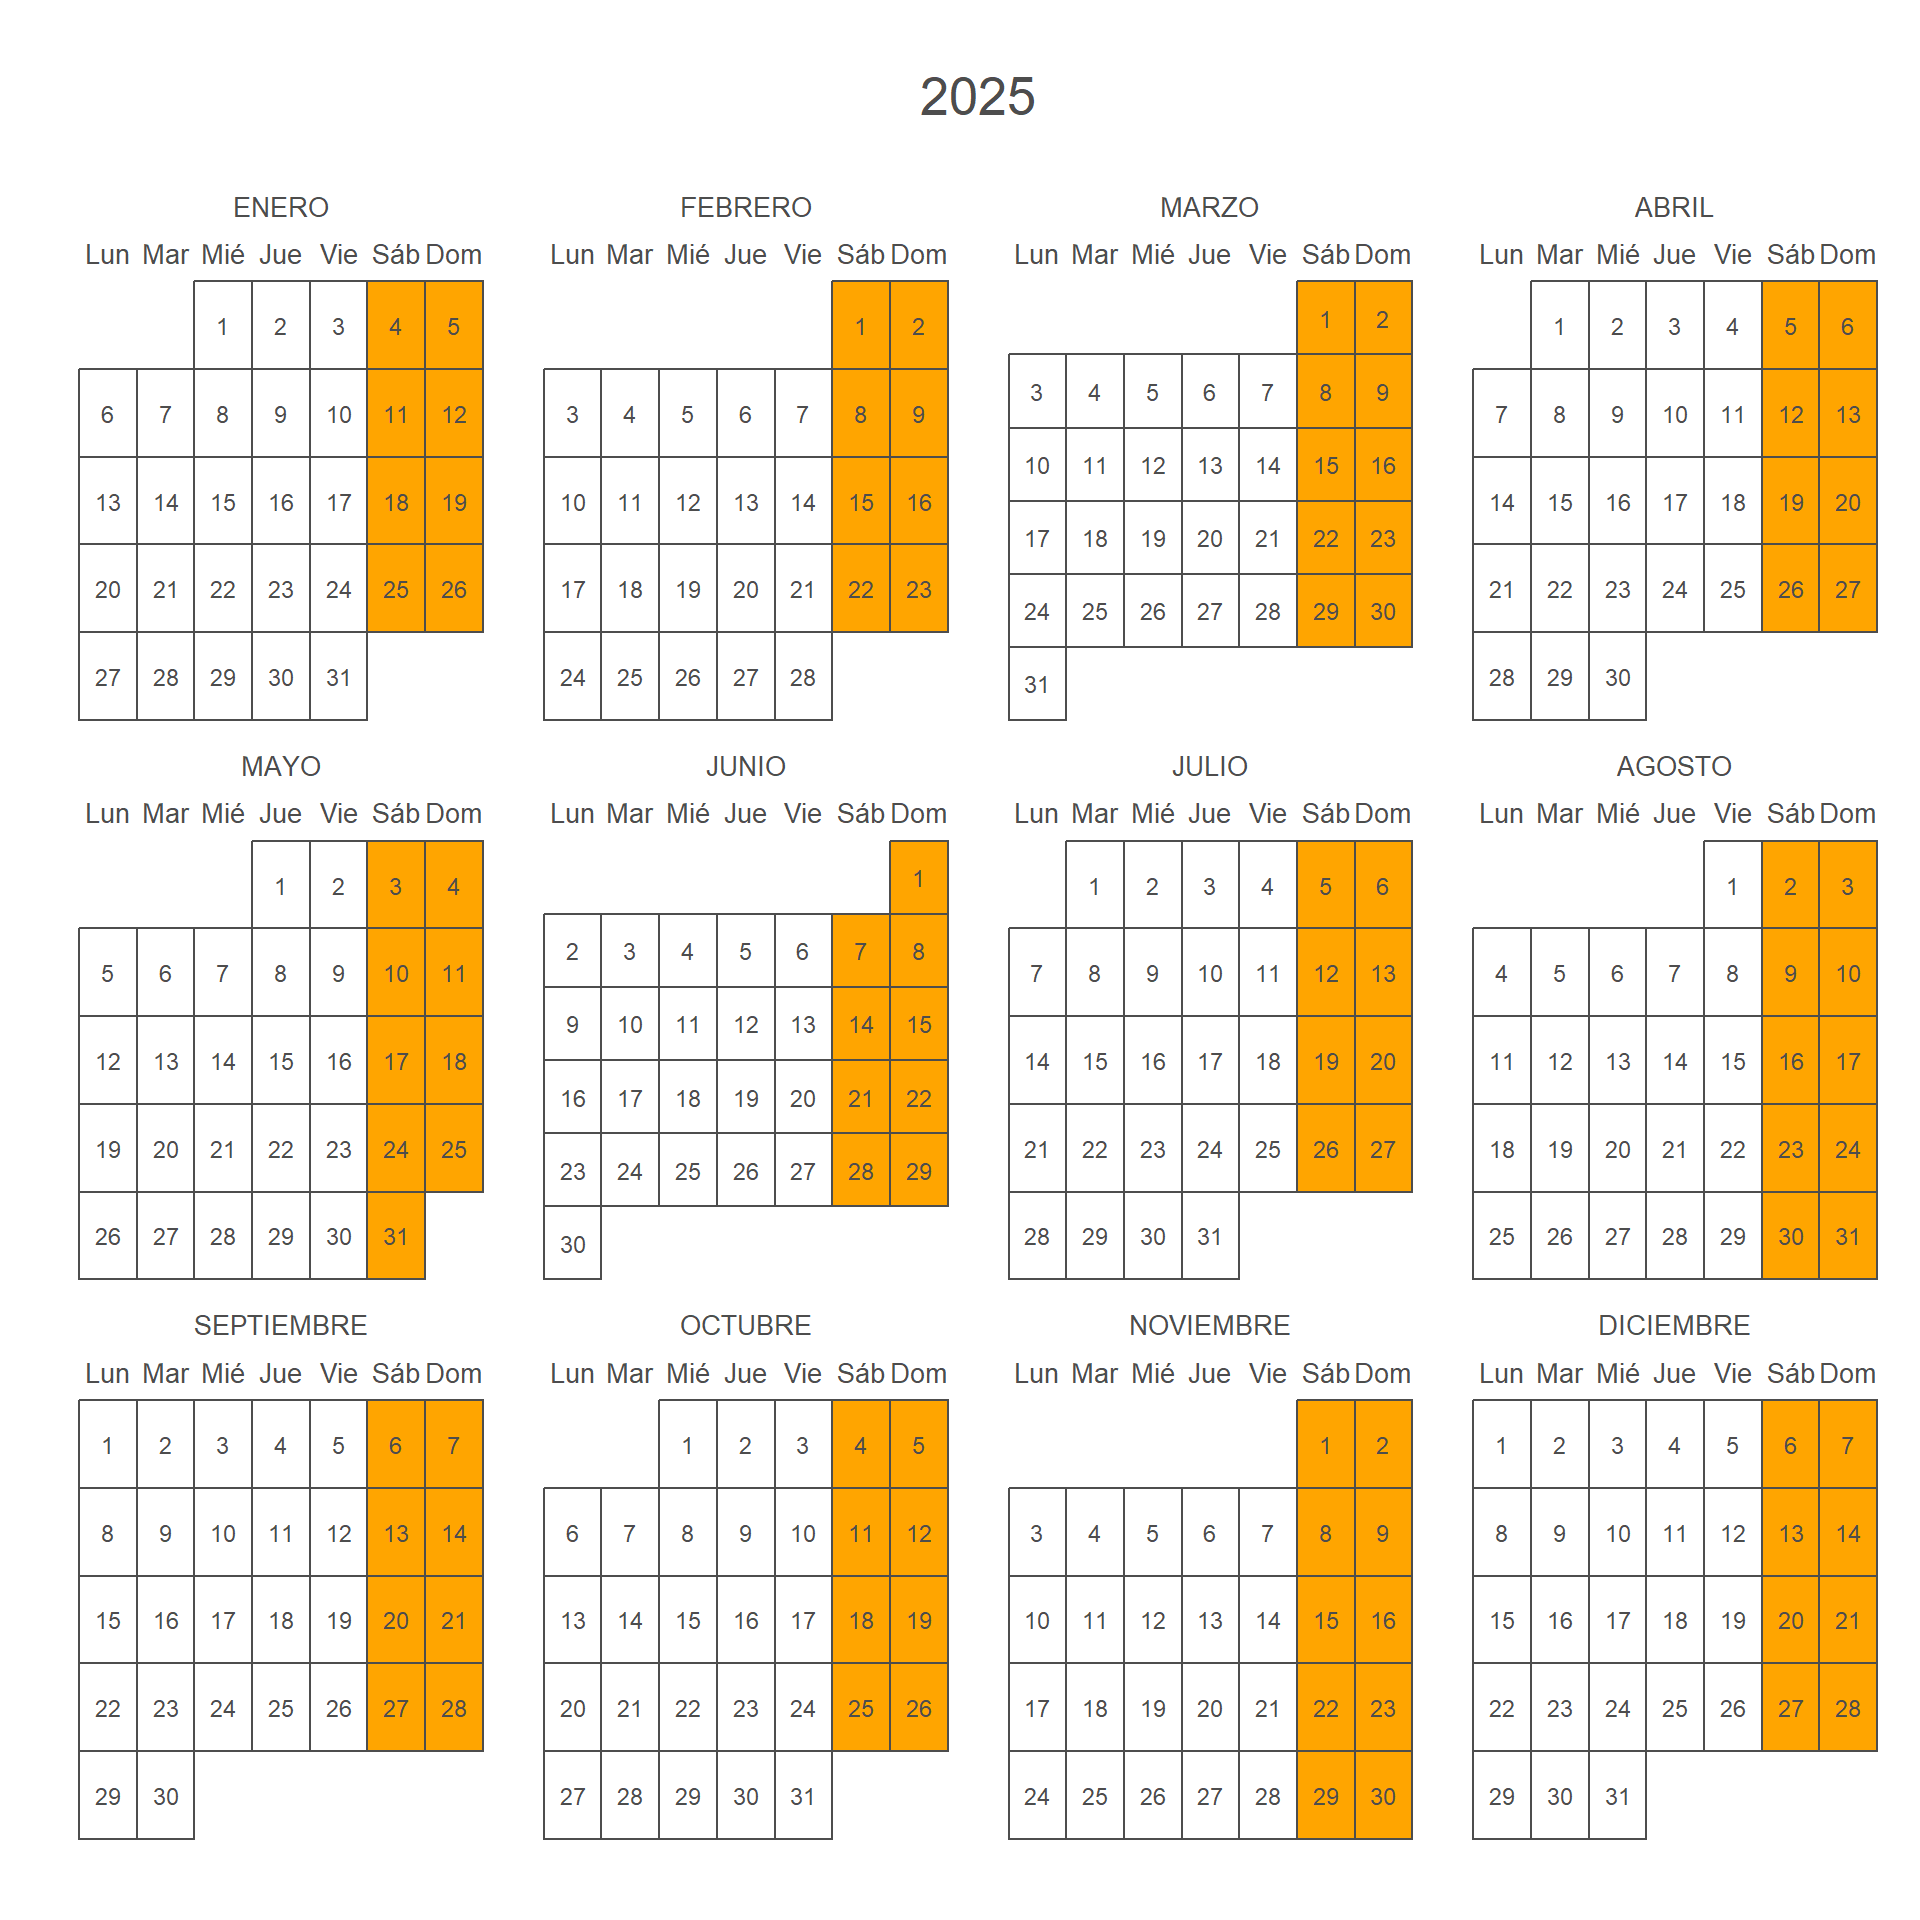 2025
ENERO
Lun Mar Mié Jue Vie Sáb Dom
1 2 3 4 5
6 7 8 9 10 11 12
13 14 15 16 17 18 19
20 21 22 23 24 25 26
27 28 29 30 31
FEBRERO
Lun Mar Mié Jue Vie Sáb Dom
1 2
3 4 5 6 7 8 9
10 11 12 13 14 15 16
17 18 19 20 21 22 23
24 25 26 27 28
MARZO
Lun Mar Mié Jue Vie Sáb Dom
1 2
3 4 5 6 7 8 9
10 11 12 13 14 15 16
17 18 19 20 21 22 23
24 25 26 27 28 29 30
31
ABRIL
Lun Mar Mié Jue Vie Sáb Dom
1 2 3 4 5 6
7 8 9 10 11 12 13
14 15 16 17 18 19 20
21 22 23 24 25 26 27
28 29 30
MAYO
Lun Mar Mié Jue Vie Sáb Dom
1 2 3 4
5 6 7 8 9 10 11
12 13 14 15 16 17 18
19 20 21 22 23 24 25
26 27 28 29 30 31
JUNIO
Lun Mar Mié Jue Vie Sáb Dom
1
2 3 4 5 6 7 8
9 10 11 12 13 14 15
16 17 18 19 20 21 22
23 24 25 26 27 28 29
30
JULIO
Lun Mar Mié Jue Vie Sáb Dom
1 2 3 4 5 6
7 8 9 10 11 12 13
14 15 16 17 18 19 20
21 22 23 24 25 26 27
28 29 30 31
AGOSTO
Lun Mar Mié Jue Vie Sáb Dom
1 2 3
4 5 6 7 8 9 10
11 12 13 14 15 16 17
18 19 20 21 22 23 24
25 26 27 28 29 30 31
SEPTIEMBRE
Lun Mar Mié Jue Vie Sáb Dom
1 2 3 4 5 6 7
8 9 10 11 12 13 14
15 16 17 18 19 20 21
22 23 24 25 26 27 28
29 30
OCTUBRE
Lun Mar Mié Jue Vie Sáb Dom
1 2 3 4 5
6 7 8 9 10 11 12
13 14 15 16 17 18 19
20 21 22 23 24 25 26
27 28 29 30 31
NOVIEMBRE
Lun Mar Mié Jue Vie Sáb Dom
1 2
3 4 5 6 7 8 9
10 11 12 13 14 15 16
17 18 19 20 21 22 23
24 25 26 27 28 29 30
DICIEMBRE
Lun Mar Mié Jue Vie Sáb Dom
1 2 3 4 5 6 7
8 9 10 11 12 13 14
15 16 17 18 19 20 21
22 23 24 25 26 27 28
29 30 31